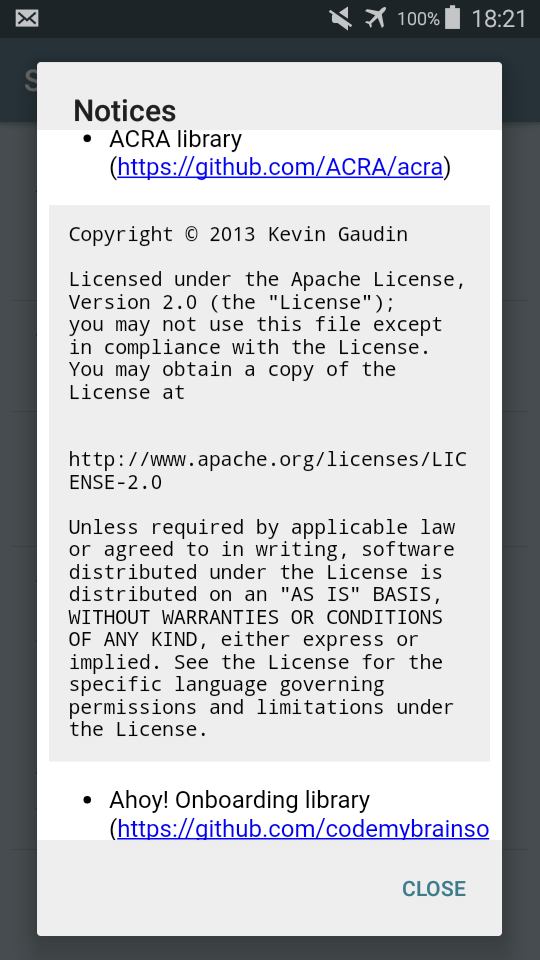 100% 18:21
S
Notices
• ACRA library
(https://github.com/ACRA/acra)
Copyright © 2013 Kevin Gaudin
Licensed under the Apache License,
Version 2.0 (the "License");
you may not use this file except
in compliance with the License.
You may obtain a copy of the
License at
http://www.apache.org/licenses/LIC
ENSE-2.0
Unless required by applicable law
or agreed to in writing, software
distributed under the License is
distributed on an "AS IS" BASIS,
WITHOUT WARRANTIES OR CONDITIONS
OF ANY KIND, either express or
implied. See the License for the
specific language governing
permissions and limitations under
the License.
• Ahoy! Onboarding library
(https://github.com/codemybrainso
CLOSE